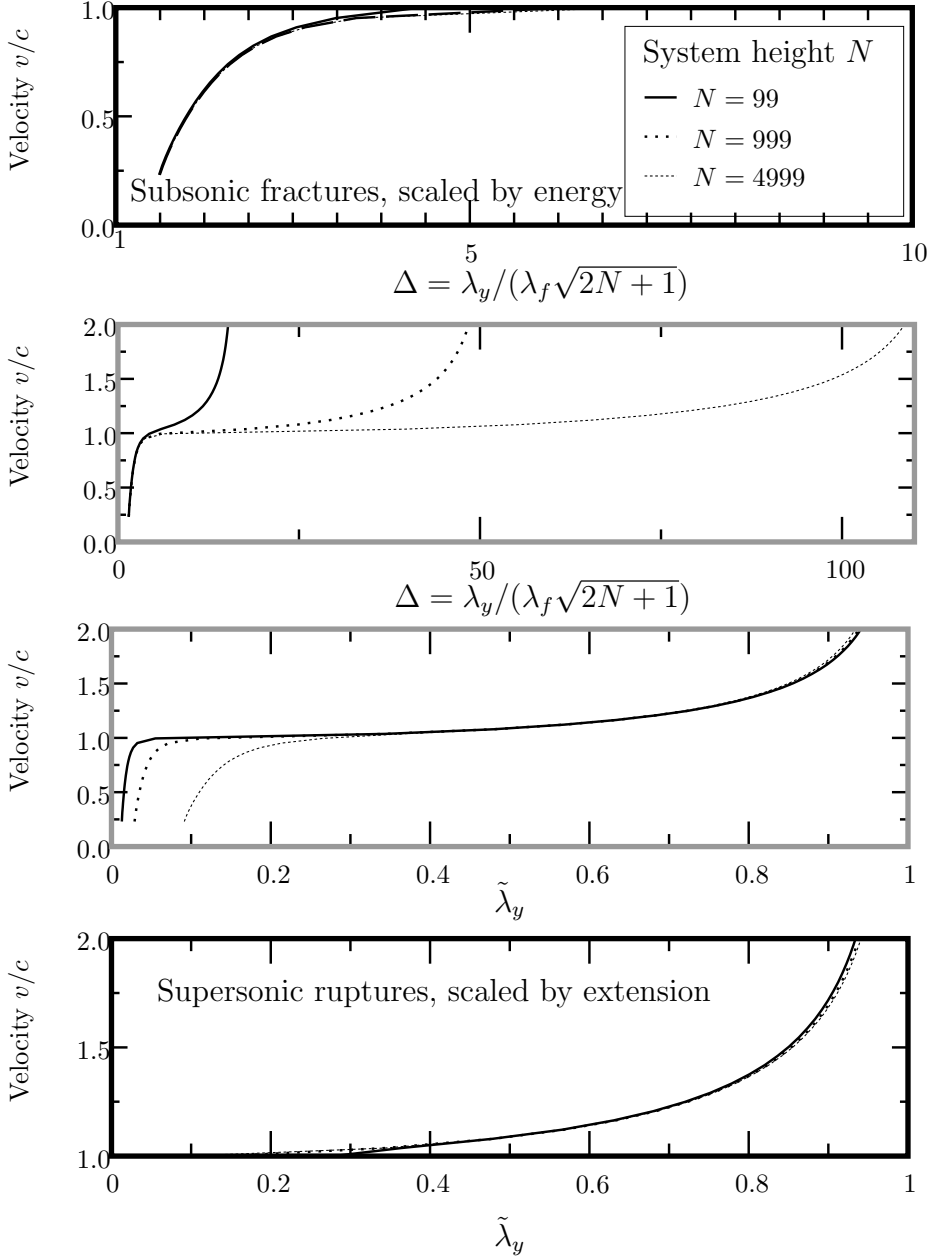 Velocity v/c
1.0
0.5
0.0
System height N
N = 99
N = 999
N = 4999
Subsonic fractures, scaled by energy
1
5
10
Δ = λ_y/(λ_f√(2N + 1))
Velocity v/c
2.0
1.5
1.0
0.5
0.0
0
50
100
Δ = λ_y/(λ_f√(2N + 1))
Velocity v/c
2.0
1.5
1.0
0.5
0.0
0
0.2
0.4
0.6
0.8
1
λ̃_y
Velocity v/c
2.0
1.5
1.0
Supersonic ruptures, scaled by extension
0
0.2
0.4
0.6
0.8
1
λ̃_y